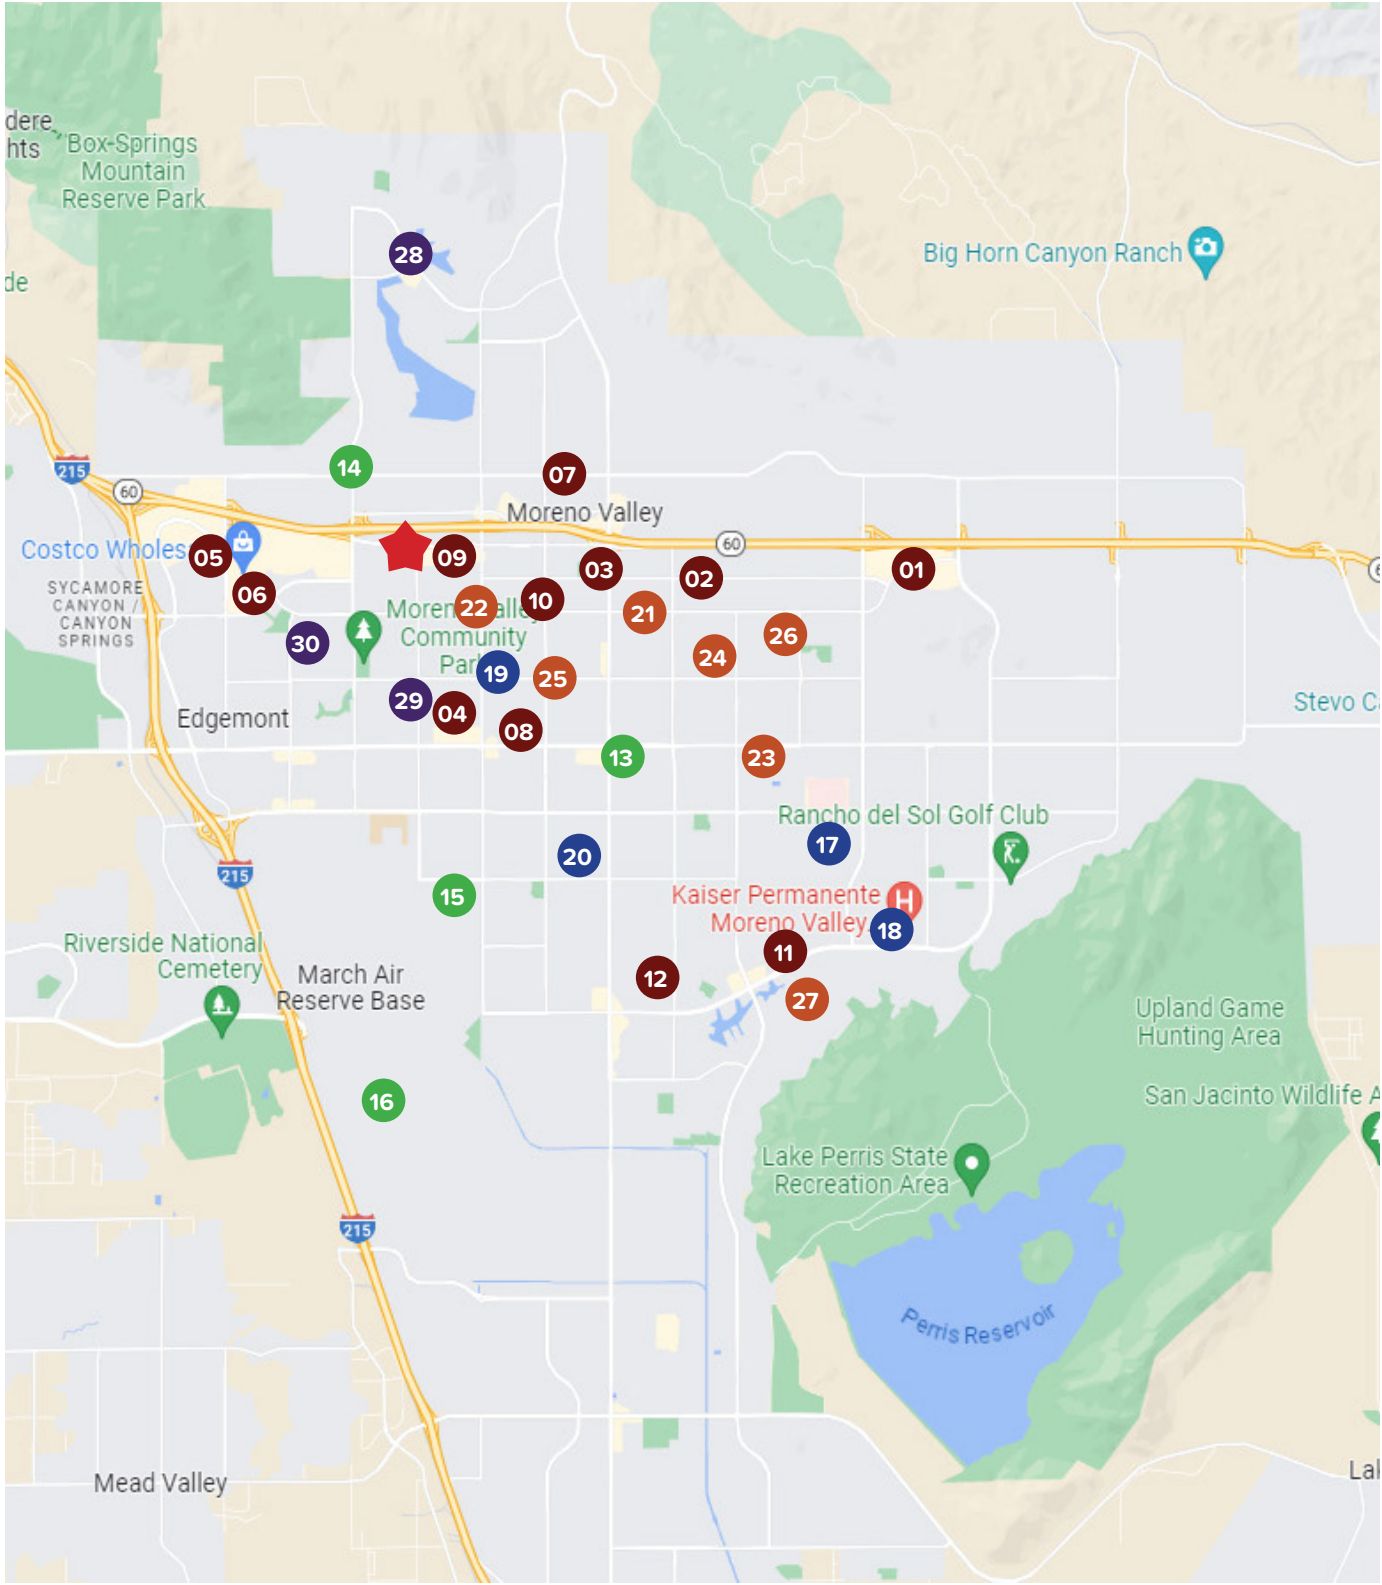 dere
hts
Box-Springs
Mountain
Reserve Park
28
Big Horn Canyon Ranch
de
14
215
07
60
Moreno Valley
60
Costco Wholes
05
09
03
02
01
SYCAMORE
CANYON /
CANYON
SPRINGS
06
22
10
21
Moren
alle
Community
Par
30
26
24
19
25
29
04
Stevo Ca
Edgemont
08
13
23
Rancho del Sol Golf Club
20
17
215
15
Kaiser Permanente
Moreno Valley
H
18
Riverside National
Cemetery
March Air
Reserve Base
11
12
27
Upland Game
Hunting Area
16
San Jacinto Wildlife A
Lake Perris State
Recreation Area
215
Perris Reservoir
Mead Valley
Lak